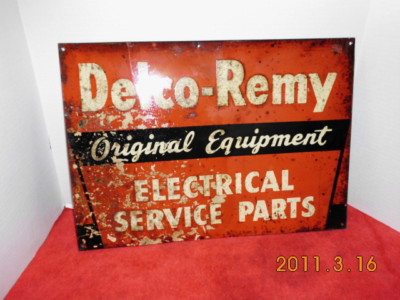 Delco-Remy
Original Equipment
ELECTRICAL
SERVICE PARTS
2011.3.16